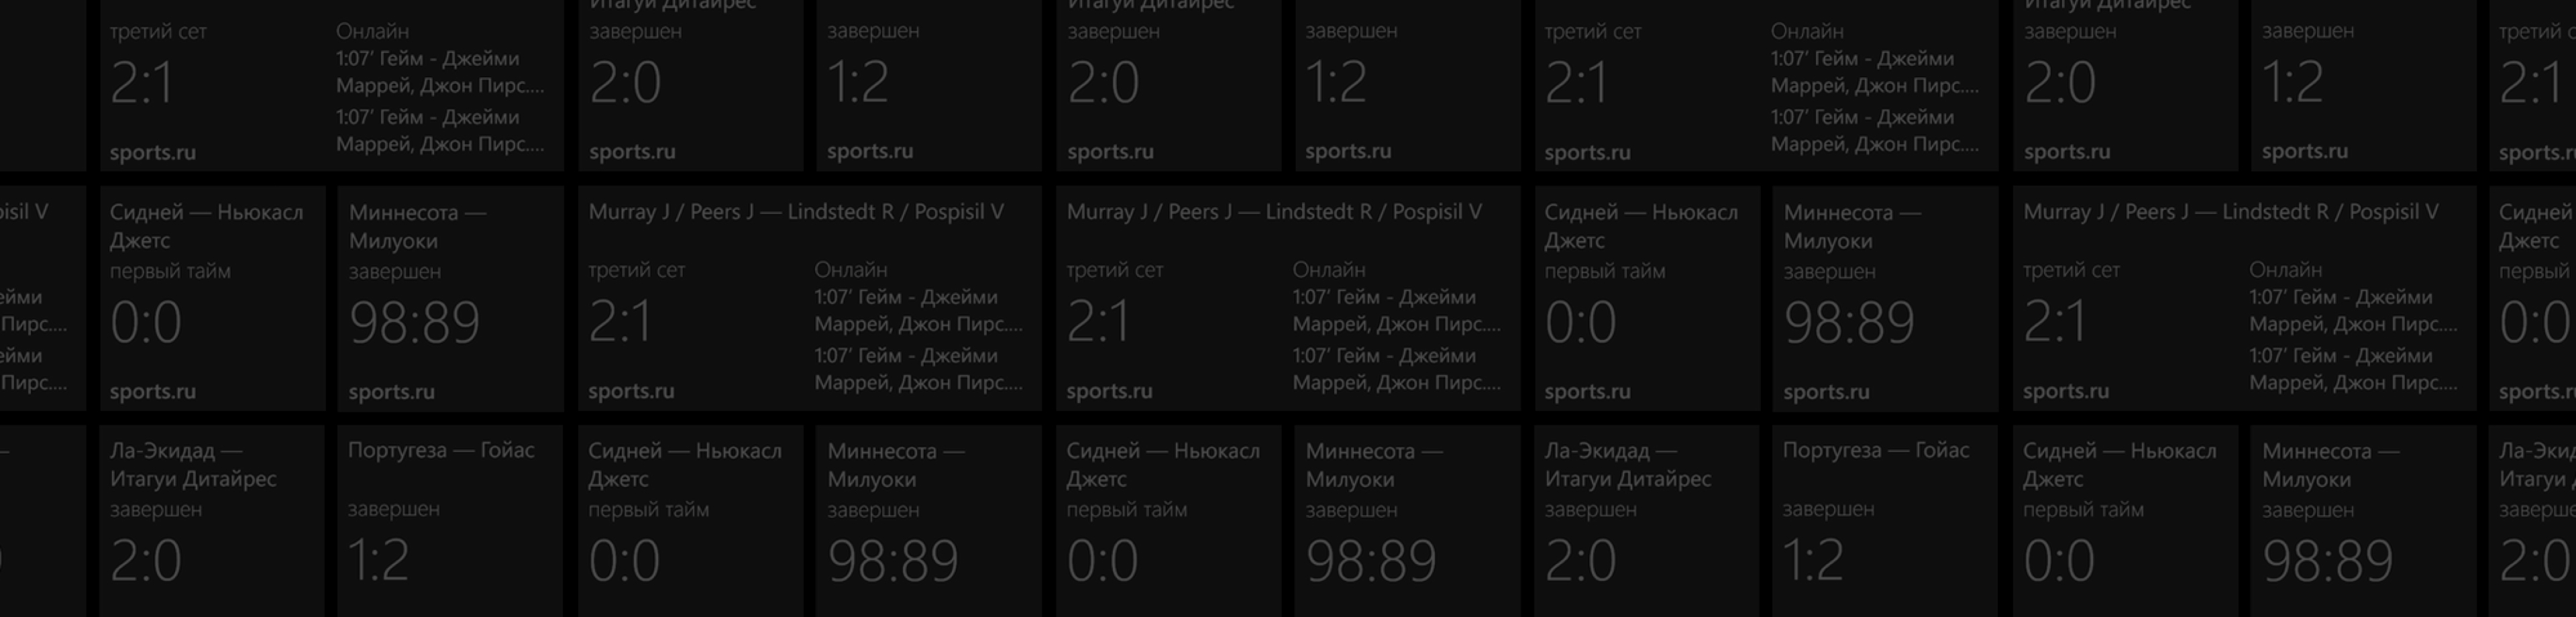 третий сет
2:1
sports.ru
Онлайн
1:07′ Гейм - Джейми
Маррей, Джон Пирс....
1:07′ Гейм - Джейми
Маррей, Джон Пирс....
Итагуи Дитайрес
завершен
2:0
sports.ru
завершен
1:2
sports.ru
Итагуи Дитайрес
завершен
2:0
sports.ru
завершен
1:2
sports.ru
третий сет
2:1
sports.ru
Онлайн
1:07′ Гейм - Джейми
Маррей, Джон Пирс....
1:07′ Гейм - Джейми
Маррей, Джон Пирс....
Итагуи Дитайрес
завершен
2:0
sports.ru
завершен
1:2
sports.ru
третий
2:1
sports.ru
V
Пирс....
Пирс....
Сидней — Ньюкасл
Джетс
первый тайм
0:0
sports.ru
Миннесота —
Милуоки
завершен
98:89
sports.ru
Murray J / Peers J — Lindstedt R / Pospisil V
третий сет
2:1
sports.ru
Онлайн
1:07′ Гейм - Джейми
Маррей, Джон Пирс....
1:07′ Гейм - Джейми
Маррей, Джон Пирс....
Murray J / Peers J — Lindstedt R / Pospisil V
третий сет
2:1
sports.ru
Онлайн
1:07′ Гейм - Джейми
Маррей, Джон Пирс....
1:07′ Гейм - Джейми
Маррей, Джон Пирс....
Сидней — Ньюкасл
Джетс
первый тайм
0:0
sports.ru
Миннесота —
Милуоки
завершен
98:89
sports.ru
Murray J / Peers J — Lindstedt R / Pospisil V
третий сет
2:1
sports.ru
Онлайн
1:07′ Гейм - Джейми
Маррей, Джон Пирс....
1:07′ Гейм - Джейми
Маррей, Джон Пирс....
Сидней
Джетс
первый
0:0
sports.ru
Ла-Экидад —
Итагуи Дитайрес
завершен
2:0
Португеза — Гойас
завершен
1:2
Сидней — Ньюкасл
Джетс
первый тайм
0:0
Миннесота —
Милуоки
завершен
98:89
Сидней — Ньюкасл
Джетс
первый тайм
0:0
Миннесота —
Милуоки
завершен
98:89
Ла-Экидад —
Итагуи Дитайрес
завершен
2:0
Португеза — Гойас
завершен
1:2
Сидней — Ньюкасл
Джетс
первый тайм
0:0
Миннесота —
Милуоки
завершен
98:89
Итагуи
2:0